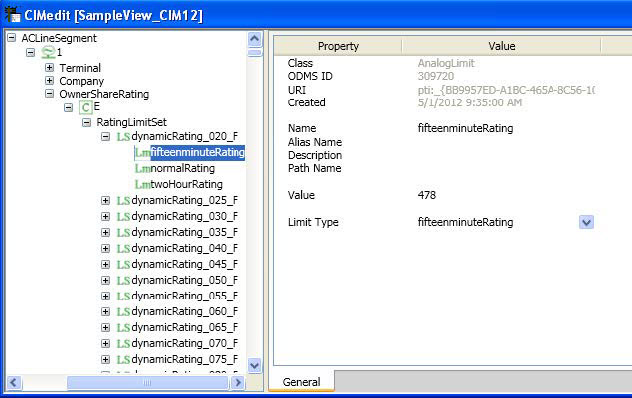 CIMedit [SampleView_CIM12]
ACLineSegment
1
Terminal
Company
OwnerShareRating
E
RatingLimitSet
LS dynamicRating_020_F
Lm fifteenminuteRating
Lm normalRating
Lm twoHourRating
LS dynamicRating_025_F
LS dynamicRating_030_F
LS dynamicRating_035_F
LS dynamicRating_040_F
LS dynamicRating_045_F
LS dynamicRating_050_F
LS dynamicRating_055_F
LS dynamicRating_060_F
LS dynamicRating_065_F
LS dynamicRating_070_F
LS dynamicRating_075_F
Property Value
Class AnalogLimit
ODMS ID 309720
URI pti:_{BB9957ED-A1BC-465A-8C56-1
Created 5/1/2012 9:35:00 AM
Name fifteenminuteRating
Alias Name
Description
Path Name
Value 478
Limit Type fifteenminuteRating
General